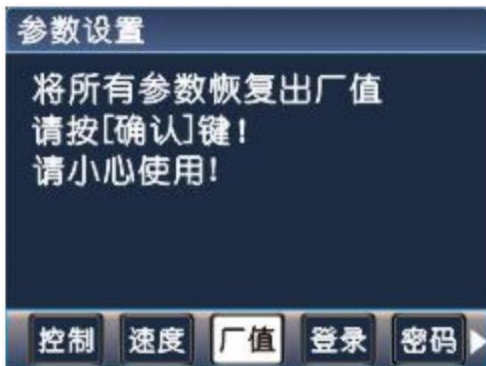 参数设置
将所有参数恢复出厂值
请按[确认]键!
请小心使用!
控制 速度 厂值 登录 密码